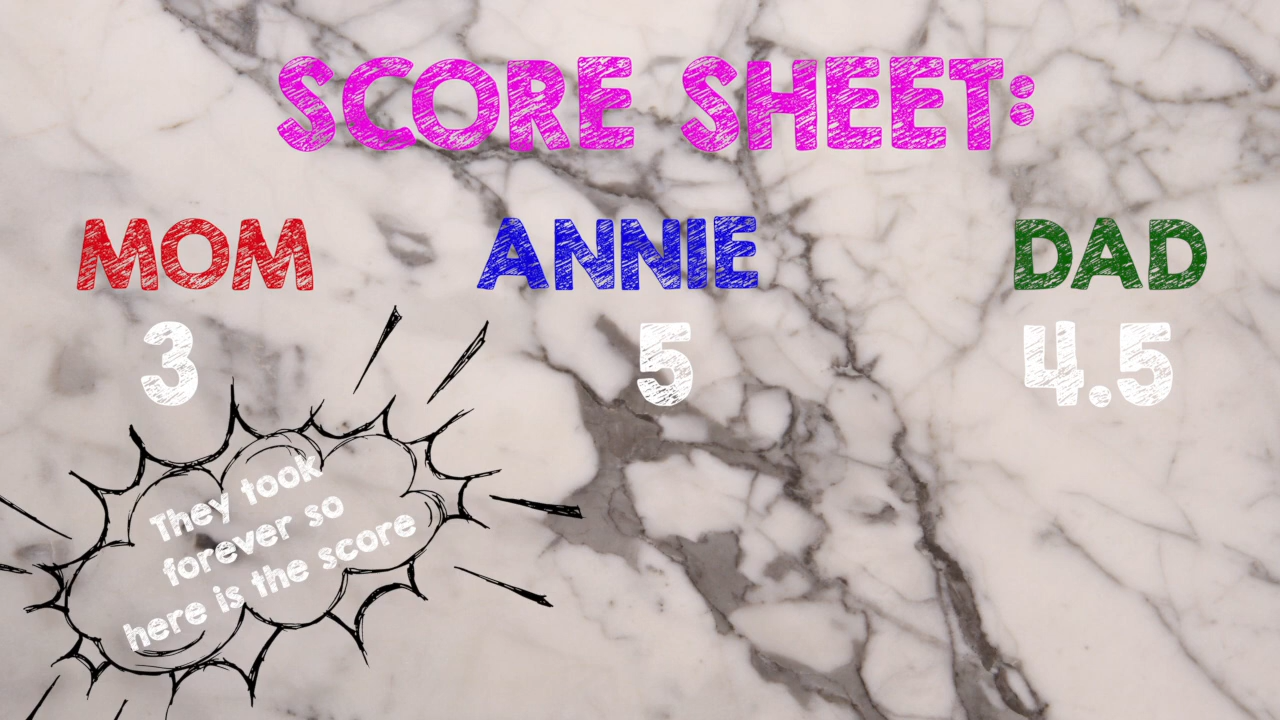 SCORE SHEET:
MOM ANNIE DAD
3 5 4.5
They took
forever so
here is the score